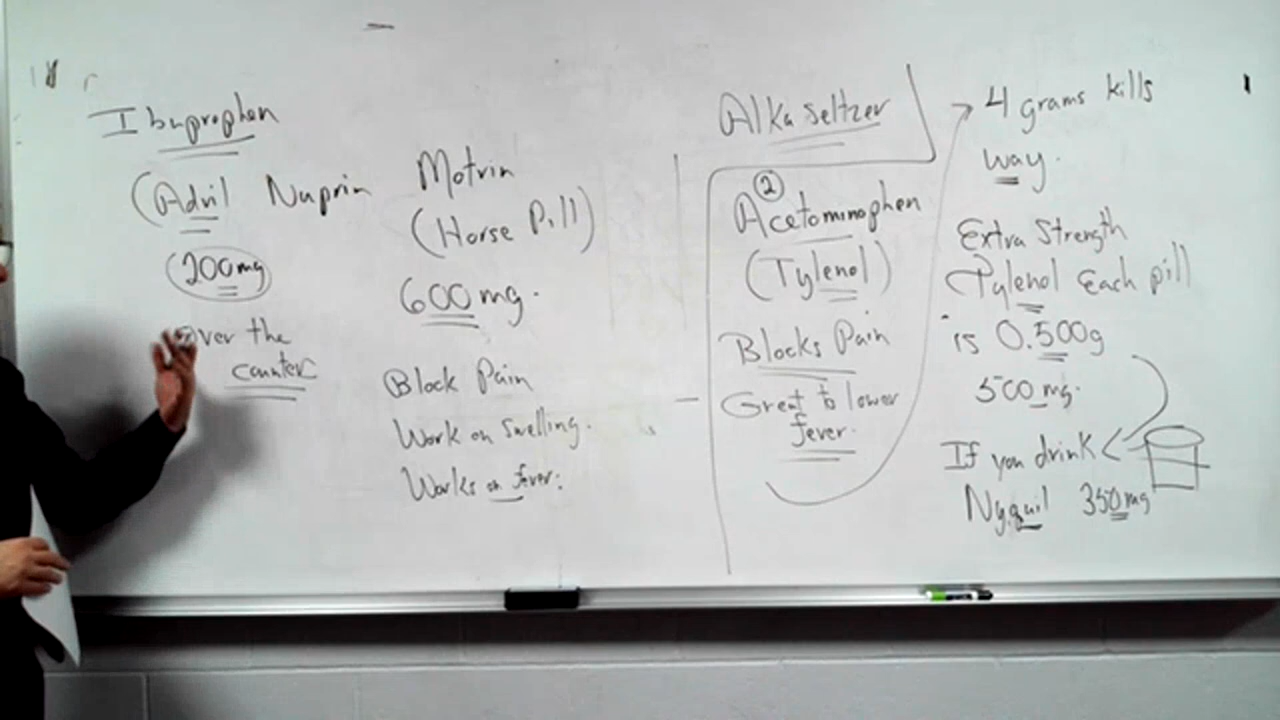 Ibuprophen
(Advil Nuprin
200mg
over the
counter
Motrin
(Horse Pill)
600 mg.
Block Pain
Work on swelling.
Works on fever.
Alka Seltzer
2
Acetominophen
(Tylenol)
Blocks Pain
Great to lower
fever.
4 grams kills
way.
Extra Strength
Tylenol Each pill
is 0.500g
500 mg.
If you drink
Nyquil 350mg